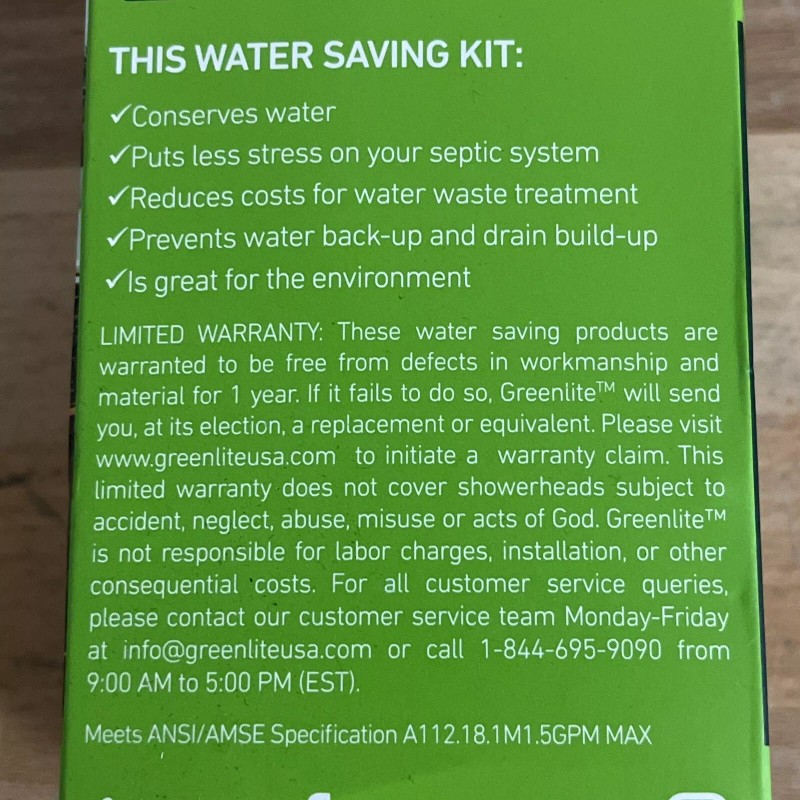 THIS WATER SAVING KIT:
✓Conserves water
✓Puts less stress on your septic system
✓Reduces costs for water waste treatment
✓Prevents water back-up and drain build-up
✓Is great for the environment
LIMITED WARRANTY: These water saving products are
warranted to be free from defects in workmanship and
material for 1 year. If it fails to do so, Greenlite™ will send
you, at its election, a replacement or equivalent. Please visit
www.greenliteusa.com to initiate a warranty claim. This
limited warranty does not cover showerheads subject to
accident, neglect, abuse, misuse or acts of God. Greenlite™
is not responsible for labor charges, installation, or other
consequential costs. For all customer service queries,
please contact our customer service team Monday-Friday
at info@greenliteusa.com or call 1-844-695-9090 from
9:00 AM to 5:00 PM (EST).
Meets ANSI/AMSE Specification A112.18.1M1.5GPM MAX